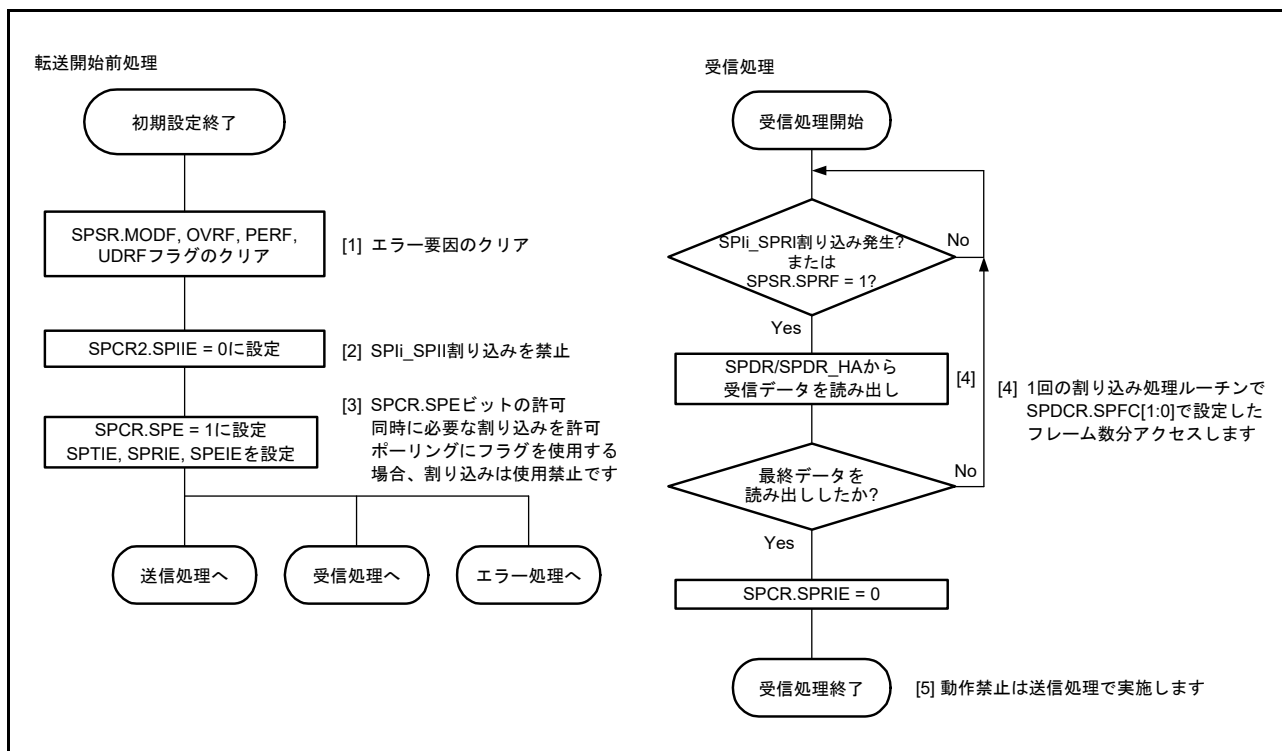 転送開始前処理
初期設定終了
SPSR.MODF, OVRF, PERF,
UDRFフラグのクリア
[1] エラー要因のクリア
SPCR2.SPIIE = 0に設定
[2] SPIi_SPII割り込みを禁止
SPCR.SPE = 1に設定
SPTIE, SPRIE, SPEIEを設定
[3] SPCR.SPEビットの許可
同時に必要な割り込みを許可
ポーリングにフラグを使用する
場合、割り込みは使用禁止です
送信処理へ
受信処理へ
エラー処理へ
受信処理
受信処理開始
SPIi_SPRI割り込み発生?
または
SPSR.SPRF = 1?
No
Yes
SPDR/SPDR_HAから
受信データを読み出し
[4]
[4] 1回の割り込み処理ルーチンで
SPDCR.SPFC[1:0]で設定した
フレーム数分アクセスします
最終データを
読み出ししたか?
No
Yes
SPCR.SPRIE = 0
受信処理終了
[5] 動作禁止は送信処理で実施します